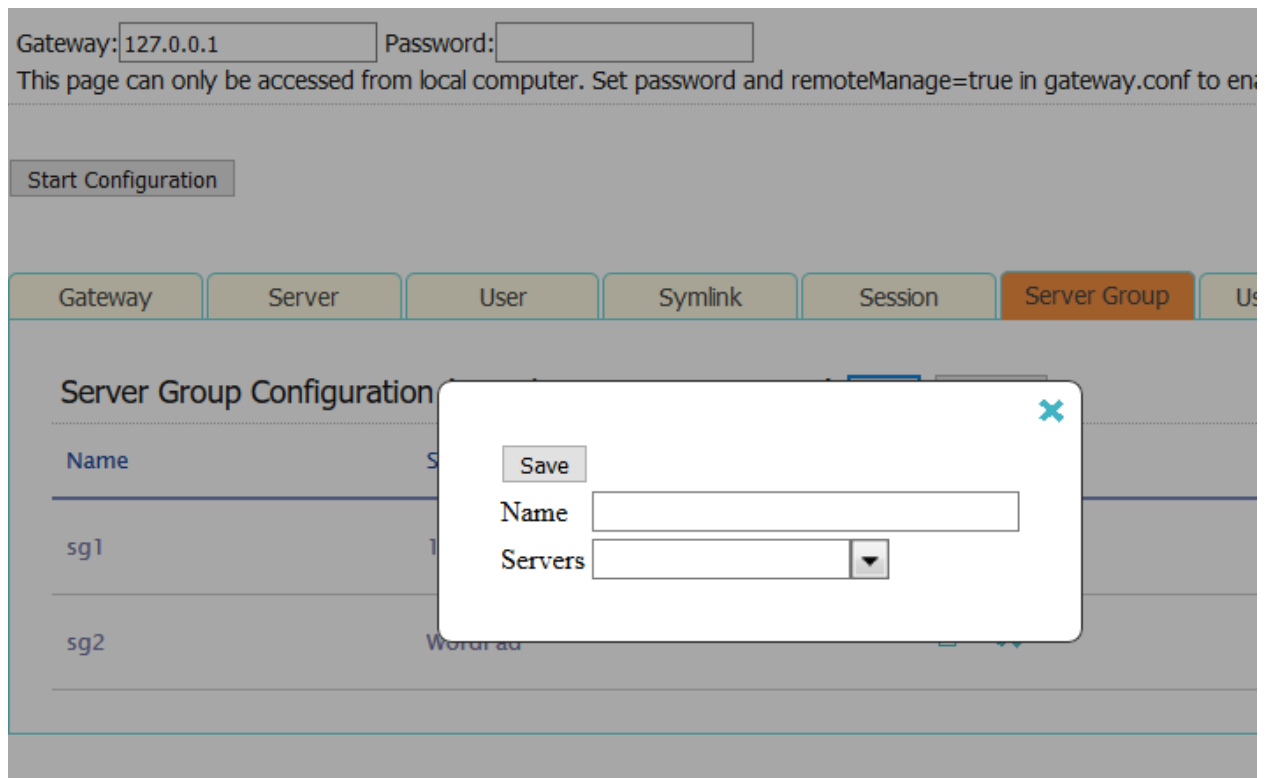 Gateway: 127.0.0.1 Password:
This page can only be accessed from local computer. Set password and remoteManage=true in gateway.conf to
Start Configuration
Gateway Server User Symlink Session Server Group
Server Group Configuration
Save
Name
Name
sg1
Servers
sg2 WordPad